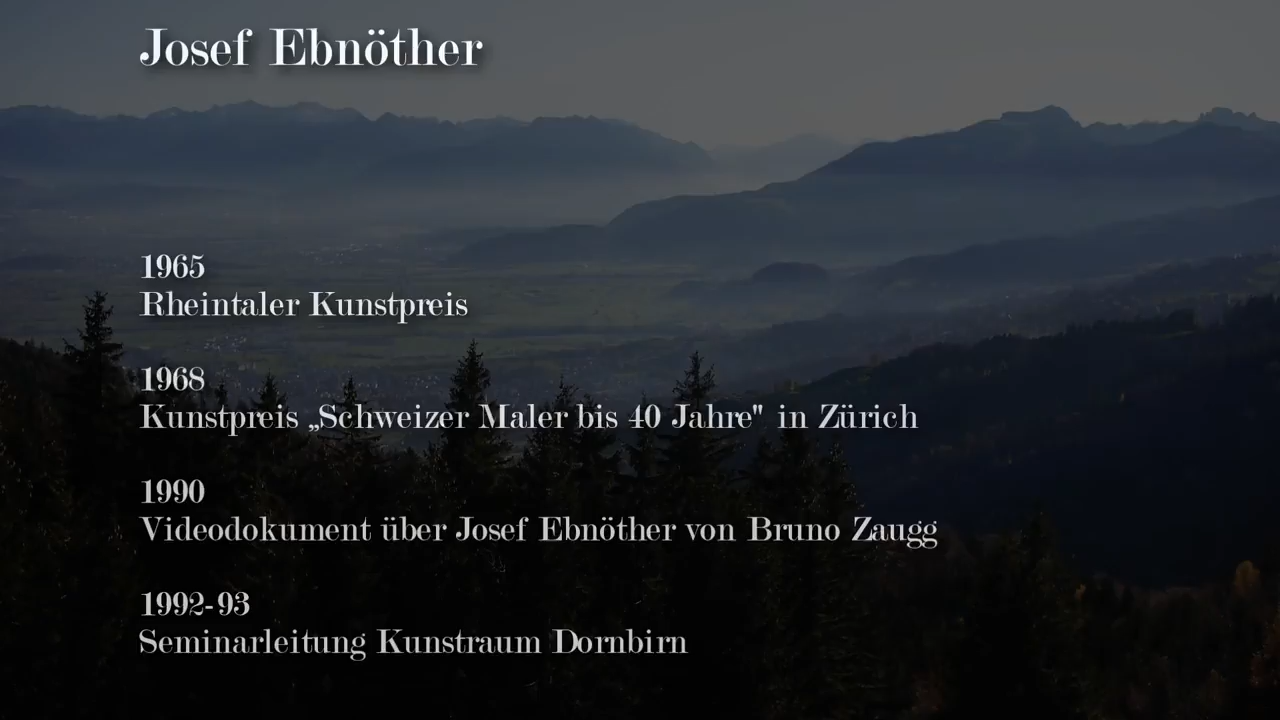 Josef Ebnöther
1965
Rheintaler Kunstpreis
1968
Kunstpreis „Schweizer Maler bis 40 Jahre" in Zürich
1990
Videodokument über Josef Ebnöther von Bruno Zaugg
1992-93
Seminarleitung Kunstraum Dornbirn